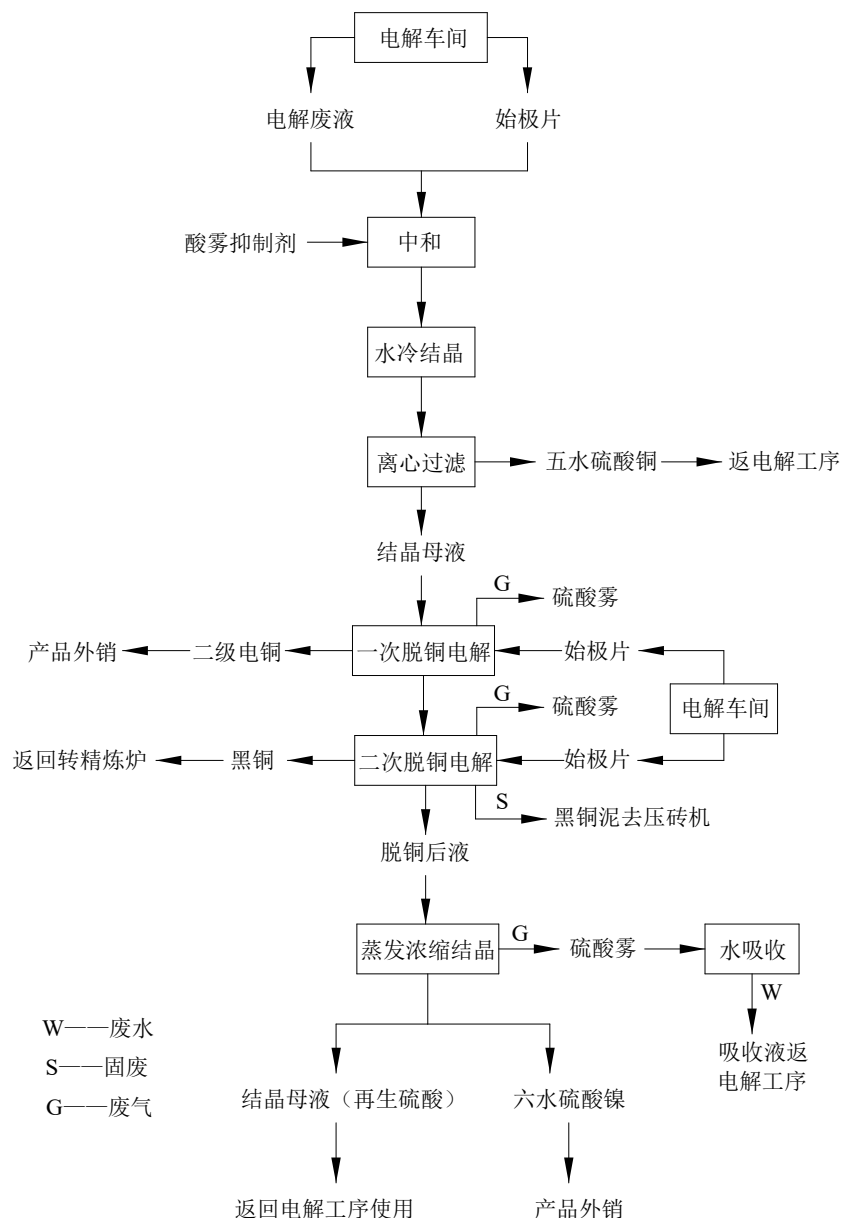 电解车间
电解废液
始极片
酸雾抑制剂
中和
水冷结晶
离心过滤
五水硫酸铜
返电解工序
结晶母液
G
硫酸雾
产品外销
二级电铜
一次脱铜电解
始极片
电解车间
G
硫酸雾
返回转精炼炉
黑铜
二次脱铜电解
始极片
S
黑铜泥去压砖机
脱铜后液
蒸发浓缩结晶
G
硫酸雾
水吸收
W
吸收液返
电解工序
W——废水
S——固废
G——废气
结晶母液（再生硫酸）
六水硫酸镍
返回电解工序使用
产品外销